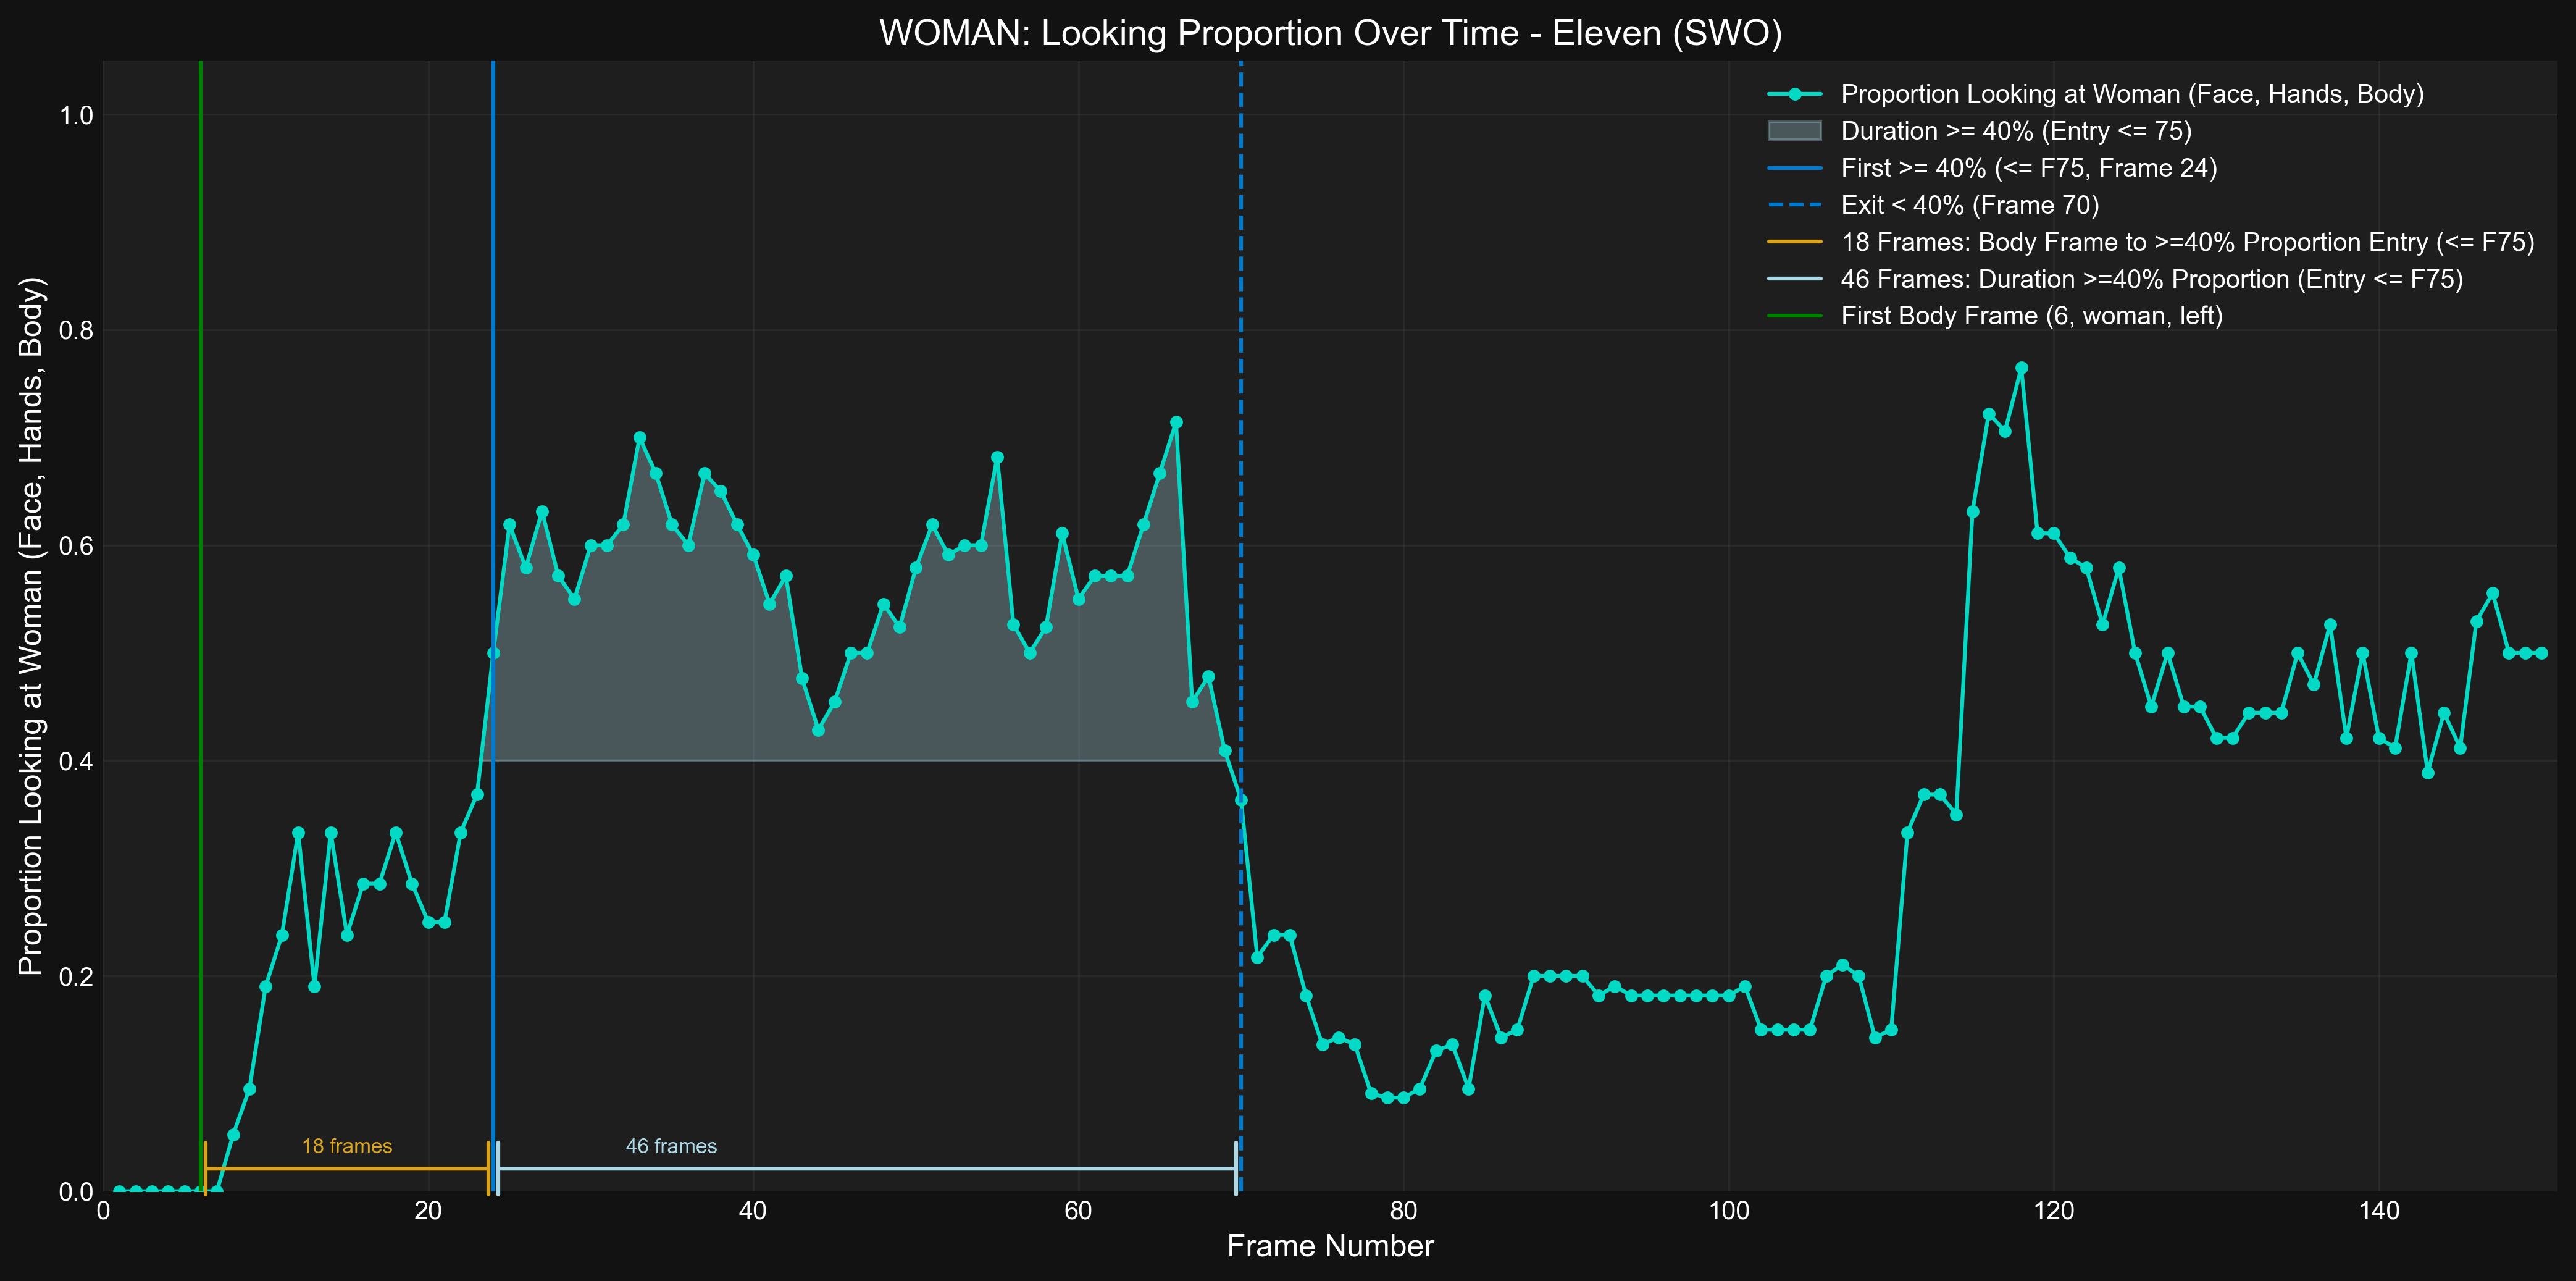 WOMAN: Looking Proportion Over Time - Eleven (SWO)
Proportion Looking at Woman (Face, Hands, Body)
Duration >= 40% (Entry <= 75)
First >= 40% (<= F75, Frame 24)
Exit < 40% (Frame 70)
18 Frames: Body Frame to >=40% Proportion Entry (<= F75)
46 Frames: Duration >=40% Proportion (Entry <= F75)
First Body Frame (6, woman, left)
Proportion Looking at Woman (Face, Hands, Body)
1.0
0.8
0.6
0.4
0.2
0.0
18 frames
46 frames
0 20 40 60 80 100 120 140
Frame Number